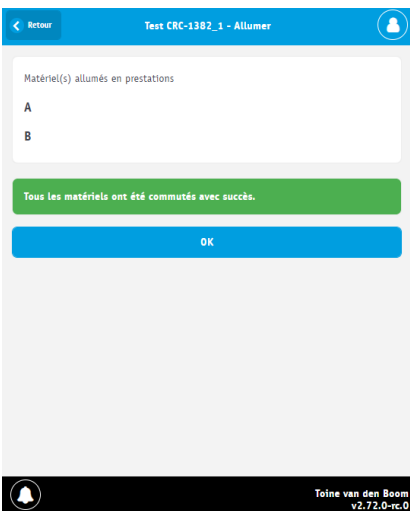 Retour
Test CRC-1382_1 - Allumer
Matériel(s) allumés en prestations
A
B
Tous les matériels ont été commutés avec succès.
OK
Toine van den Boom
v2.72.0-rc.0